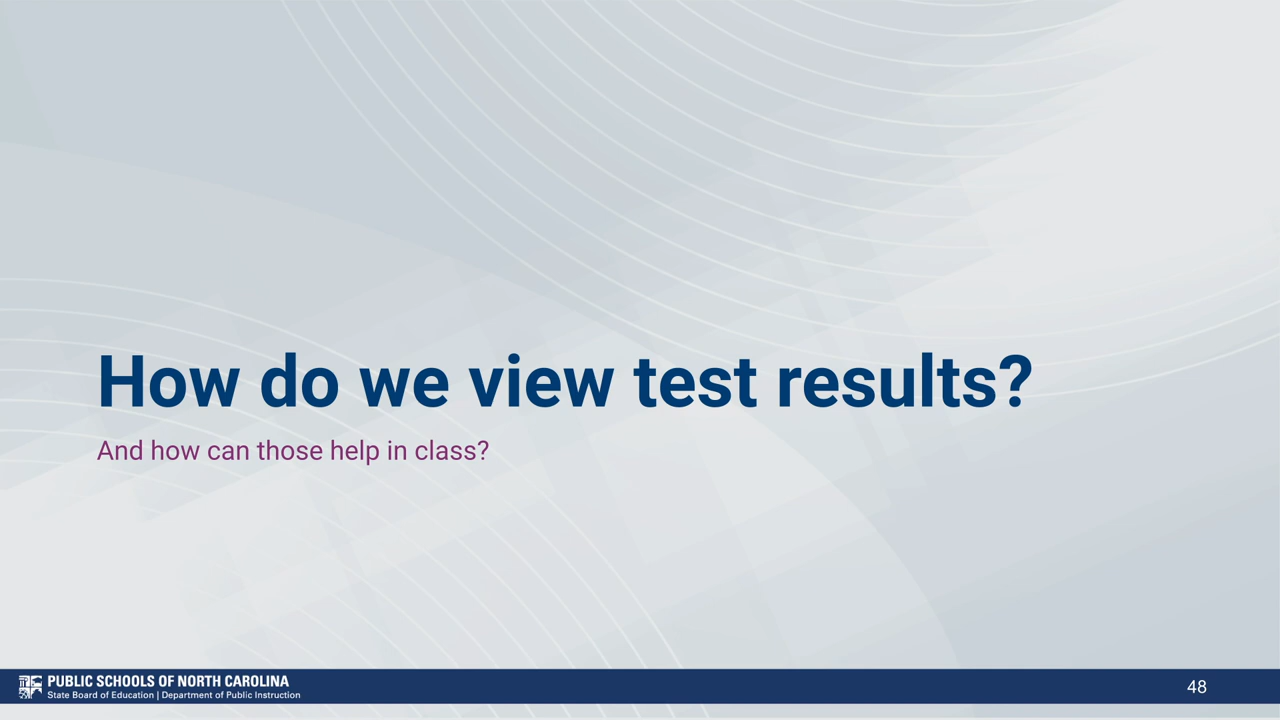 How do we view test results?
And how can those help in class?
PUBLIC SCHOOLS OF NORTH CAROLINA
State Board of Education | Department of Public Instruction
48